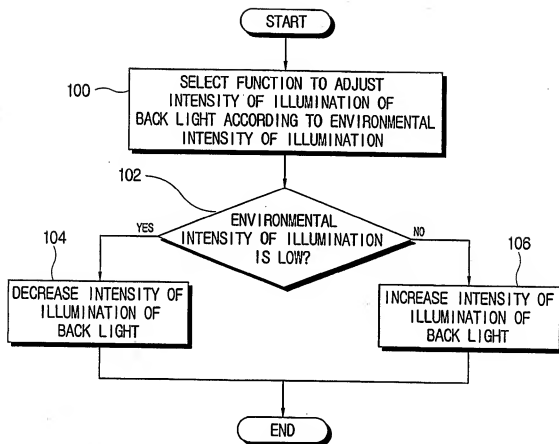 START
100
SELECT FUNCTION TO ADJUST
INTENSITY OF ILLUMINATION OF
BACK LIGHT ACCORDING TO ENVIRONMENTAL
INTENSITY OF ILLUMINATION
102
ENVIRONMENTAL
INTENSITY OF ILLUMINATION
IS LOW?
YES
NO
104
DECREASE INTENSITY OF
ILLUMINATION OF
BACK LIGHT
106
INCREASE INTENSITY OF
ILLUMINATION OF
BACK LIGHT
END